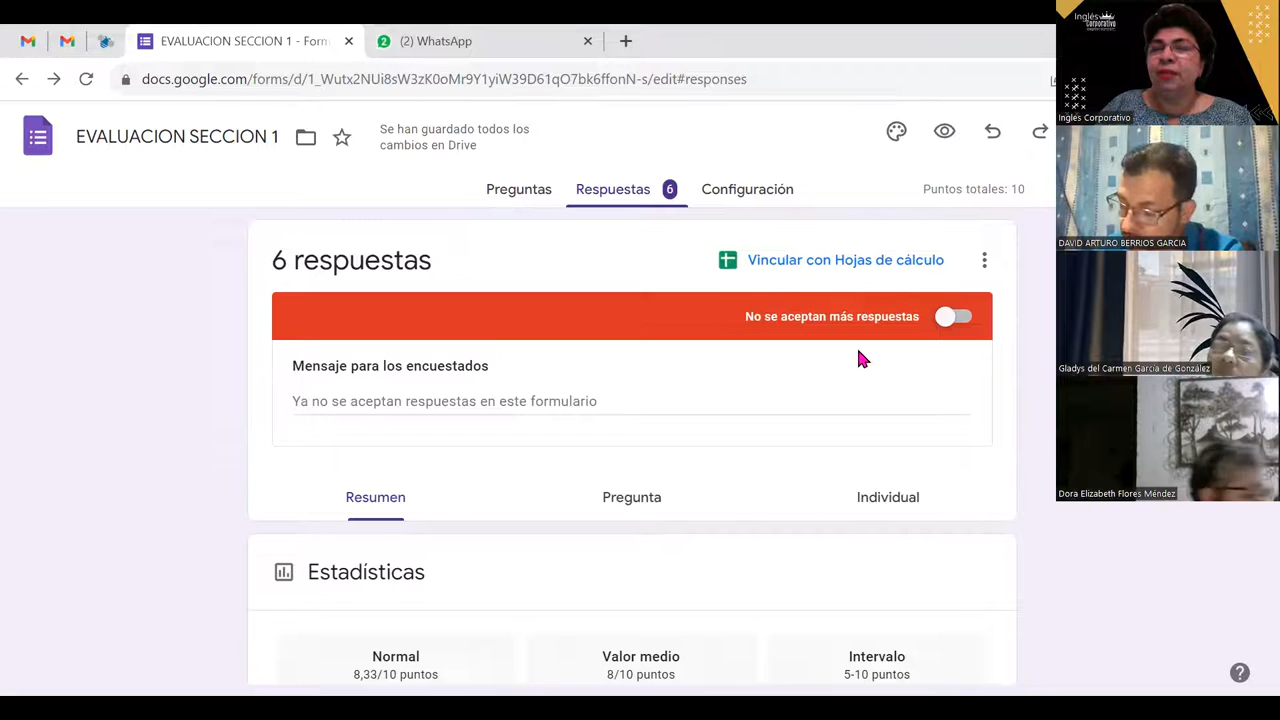 EVALUACION SECCION 1 - Form
(2) WhatsApp
2
docs.google.com/forms/d/1_Wutx2NUi8sW3zK0oMr9Y1yiW39D61qO7bk6ffonN-s/edit#responses
EVALUACION SECCION 1
Se han guardado todos los
cambios en Drive
Preguntas
Respuestas 6
Configuración
Puntos totales: 10
6 respuestas
Vincular con Hojas de cálculo
No se aceptan más respuestas
Mensaje para los encuestados
Ya no se aceptan respuestas en este formulario
Resumen
Pregunta
Individual
Estadísticas
Normal
8,33/10 puntos
Valor medio
8/10 puntos
Intervalo
5-10 puntos
Inglés
Corporativo
Ingles Corporativo
DAVID ARTURO BERRIOS GARCIA
Gladys del Carmen García de González
Dora Elizabeth Flores Méndez